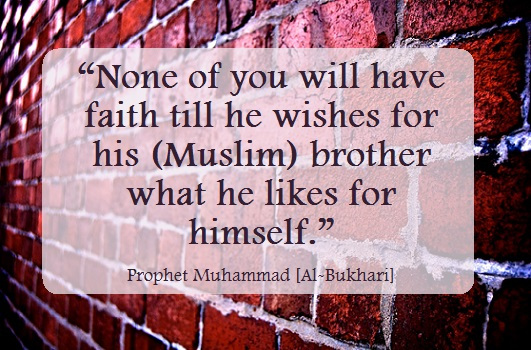 “None of you will have
faith till he wishes for
his (Muslim) brother
what he likes for
himself.”
Prophet Muhammad [Al-Bukhari]